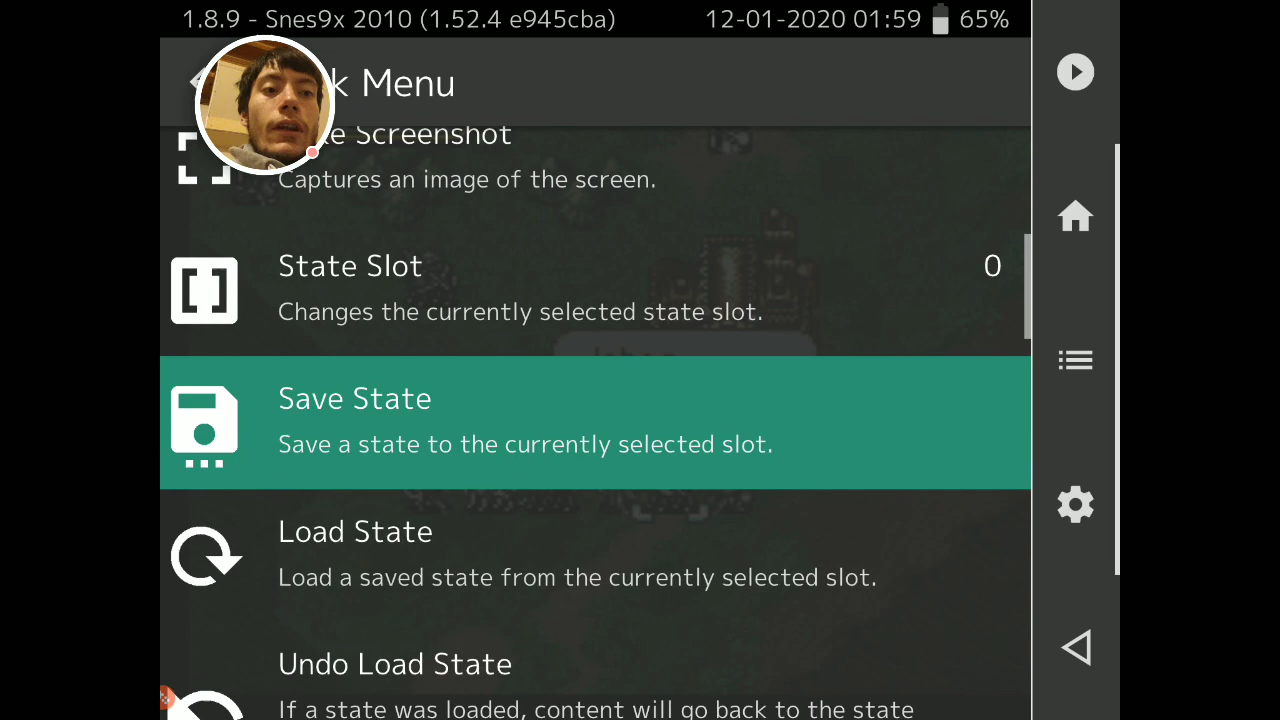 1.8.9 - Snes9x 2010 (1.52.4 e945cba)
12-01-2020 01:59 65%
k Menu
ke Screenshot
Captures an image of the screen.
State Slot
0
Changes the currently selected state slot.
Save State
Save a state to the currently selected slot.
Load State
Load a saved state from the currently selected slot.
Undo Load State
If a state was loaded, content will go back to the state